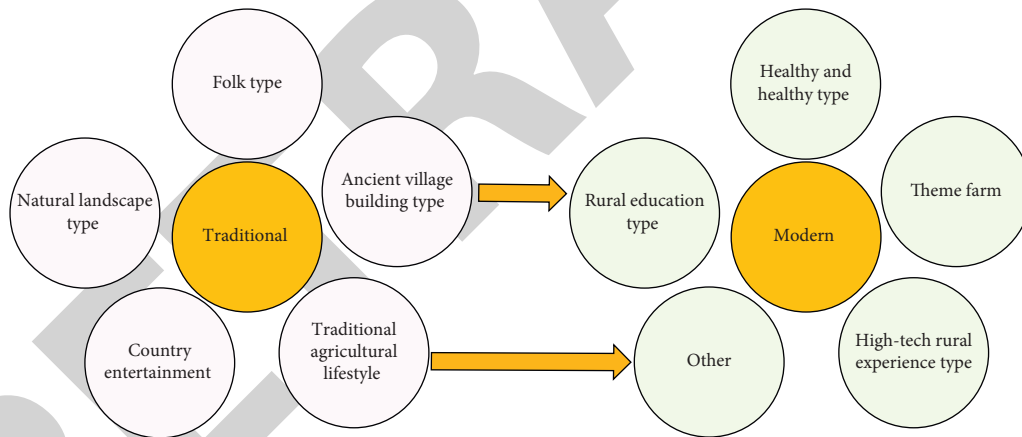 Folk type
Natural landscape
type
Traditional
Ancient village
building type
Country
entertainment
Traditional
agricultural
lifestyle
Healthy and
healthy type
Rural education
type
Modern
Theme farm
Other
High-tech rural
experience type